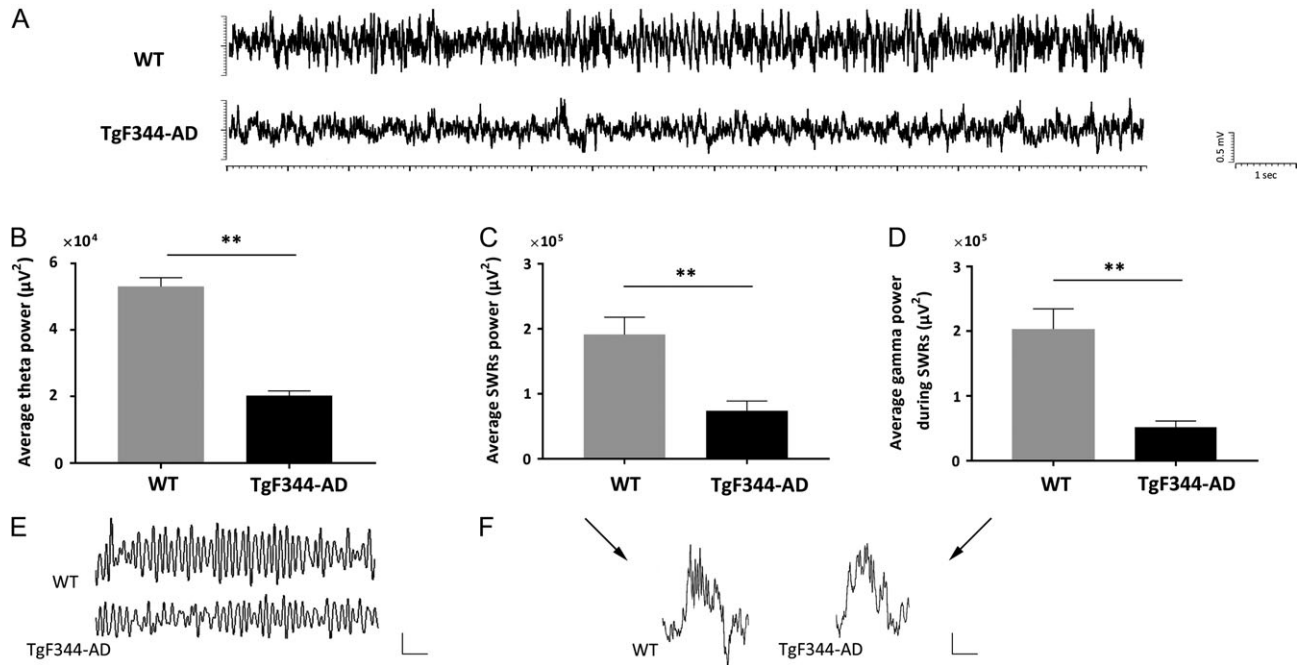 A
WT
TgF344-AD
0.5 mV
1 sec
B
×10⁴
**
Average theta power (µV²)
6
4
2
0
WT
TgF344-AD
C
×10⁵
**
Average SWRs power (µV²)
3
2
1
0
WT
TgF344-AD
D
×10⁵
**
Average gamma power
during SWRs (µV²)
3
2
1
0
WT
TgF344-AD
E
WT
TgF344-AD
F
WT
TgF344-AD